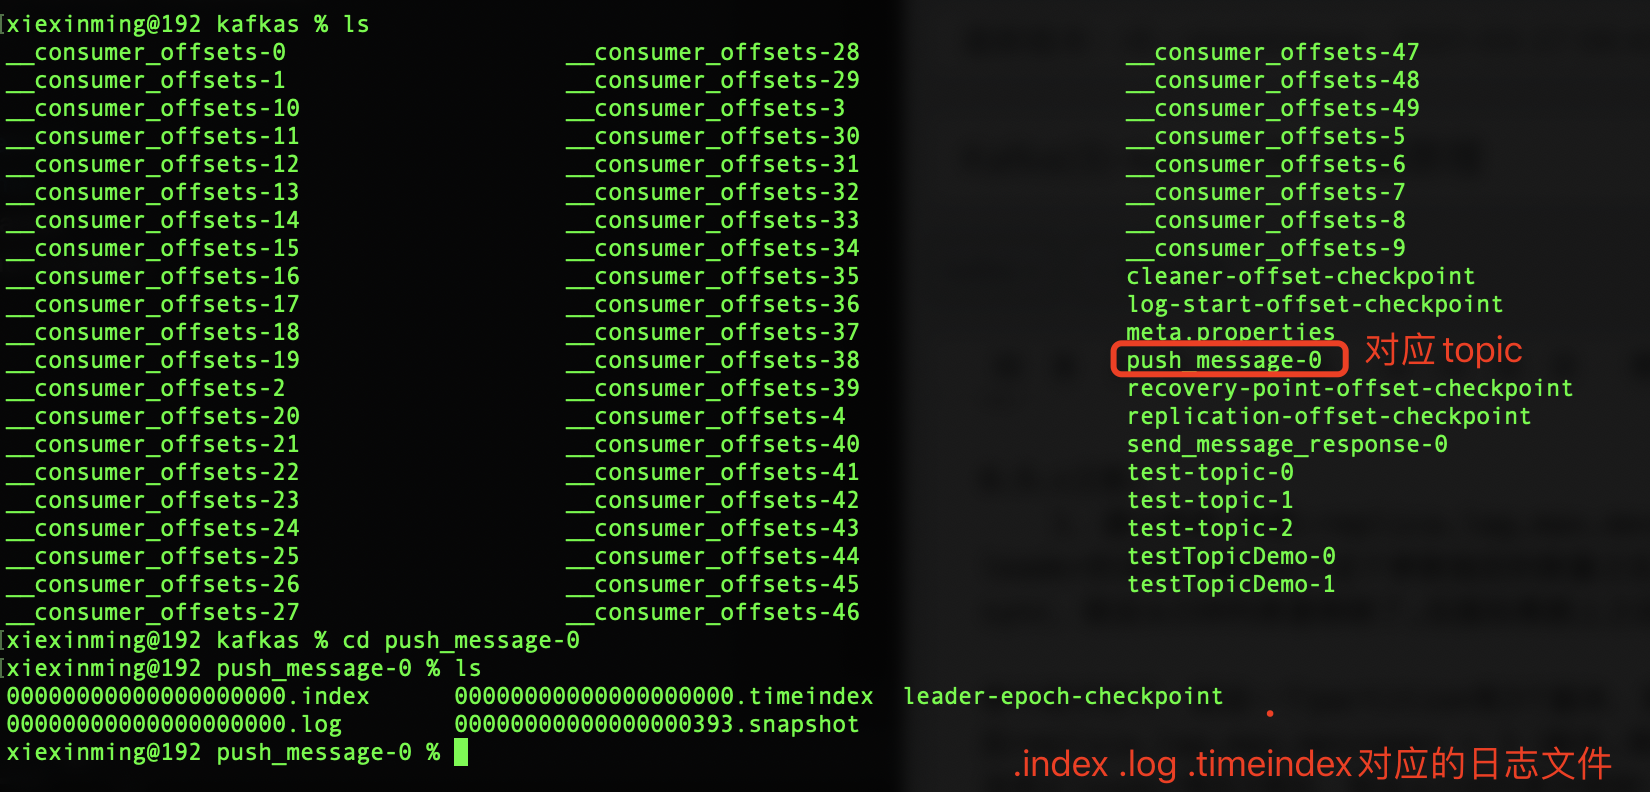 xiexinming@192 kafkas % ls
__consumer_offsets-0 __consumer_offsets-28 __consumer_offsets-47
__consumer_offsets-1 __consumer_offsets-29 __consumer_offsets-48
__consumer_offsets-10 __consumer_offsets-3 __consumer_offsets-49
__consumer_offsets-11 __consumer_offsets-30 __consumer_offsets-5
__consumer_offsets-12 __consumer_offsets-31 __consumer_offsets-6
__consumer_offsets-13 __consumer_offsets-32 __consumer_offsets-7
__consumer_offsets-14 __consumer_offsets-33 __consumer_offsets-8
__consumer_offsets-15 __consumer_offsets-34 __consumer_offsets-9
__consumer_offsets-16 __consumer_offsets-35 cleaner-offset-checkpoint
__consumer_offsets-17 __consumer_offsets-36 log-start-offset-checkpoint
__consumer_offsets-18 __consumer_offsets-37 meta.properties
__consumer_offsets-19 __consumer_offsets-38 push_message-0 对应topic
__consumer_offsets-2 __consumer_offsets-39 recovery-point-offset-checkpoint
__consumer_offsets-20 __consumer_offsets-4 replication-offset-checkpoint
__consumer_offsets-21 __consumer_offsets-40 send_message_response-0
__consumer_offsets-22 __consumer_offsets-41 test-topic-0
__consumer_offsets-23 __consumer_offsets-42 test-topic-1
__consumer_offsets-24 __consumer_offsets-43 test-topic-2
__consumer_offsets-25 __consumer_offsets-44 testTopicDemo-0
__consumer_offsets-26 __consumer_offsets-45 testTopicDemo-1
__consumer_offsets-27 __consumer_offsets-46
xiexinming@192 kafkas % cd push_message-0
xiexinming@192 push_message-0 % ls
00000000000000000000.index 00000000000000000000.timeindex leader-epoch-checkpoint
00000000000000000000.log 00000000000000000393.snapshot
xiexinming@192 push_message-0 %
.index .log .timeindex对应的日志文件